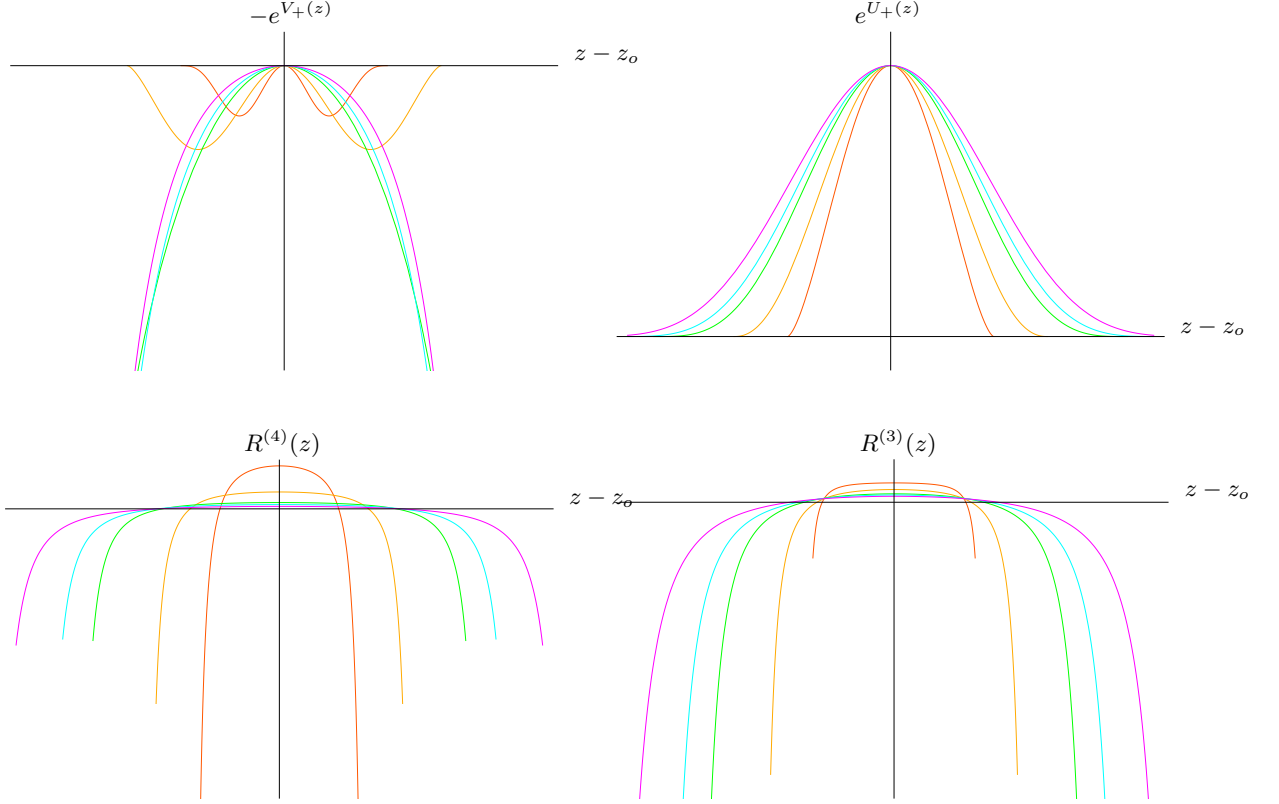 −e^{V_+(z)}
z − z_o
e^{U_+(z)}
z − z_o
R^{(4)}(z)
z − z_o
R^{(3)}(z)
z − z_o